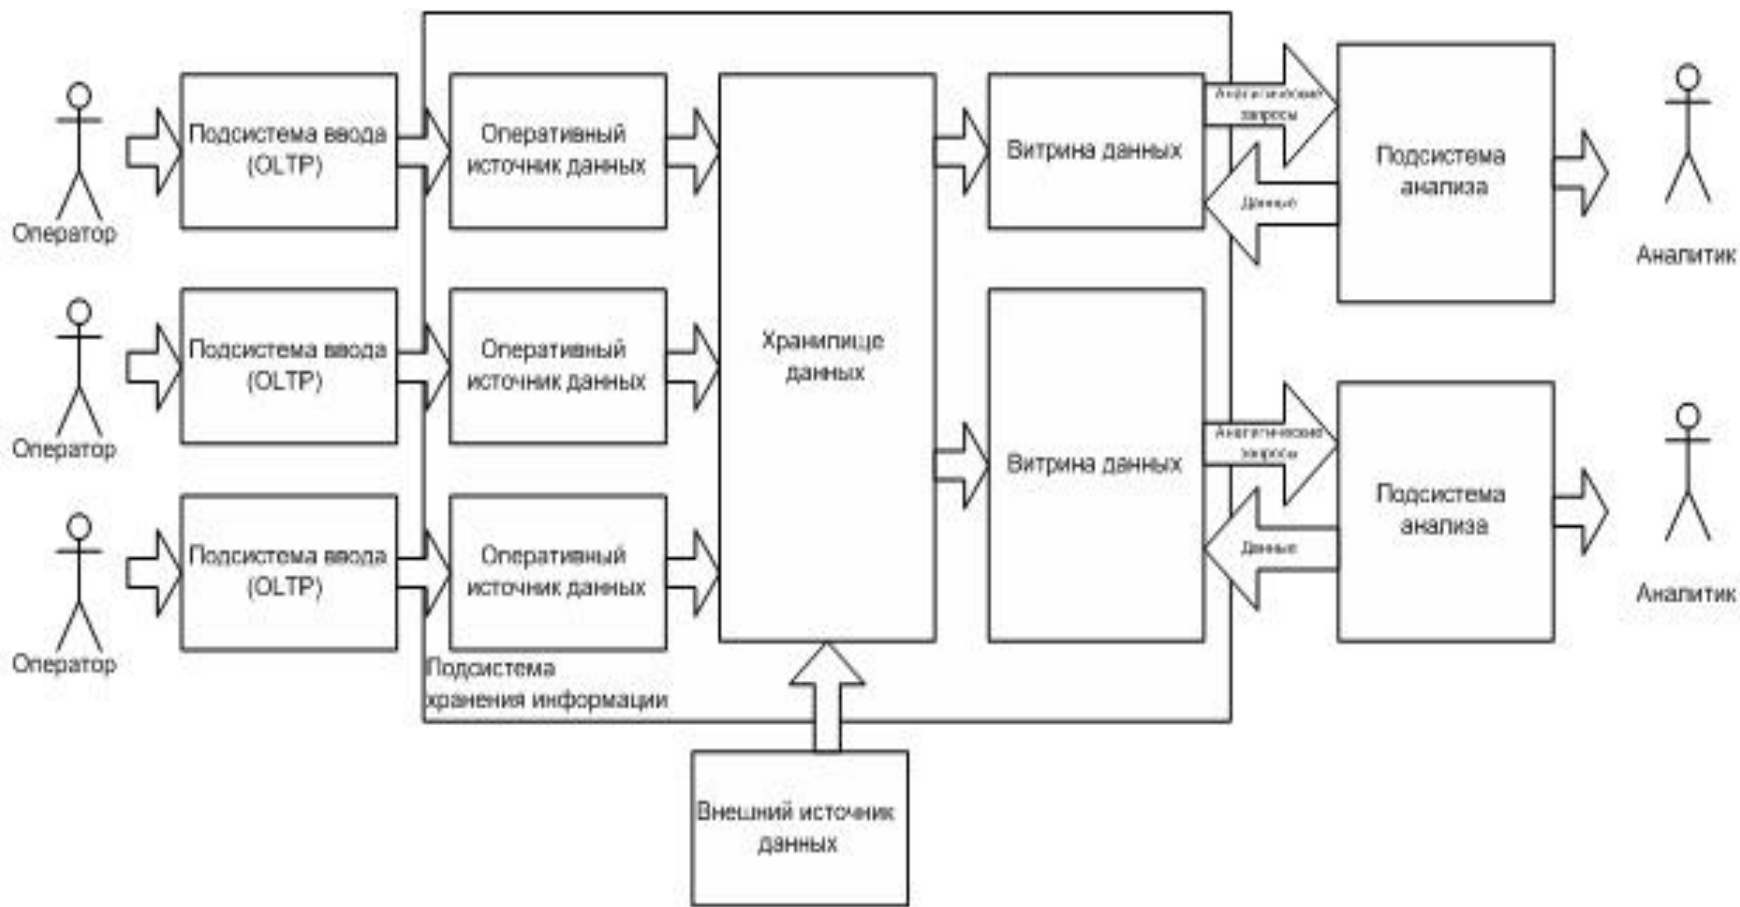 Оператор
Подсистема ввода
(OLTP)
Оперативный
источник данных
Витрина данных
Аналитические
запросы
Данные
Подсистема
анализа
Аналитик
Оператор
Подсистема ввода
(OLTP)
Оперативный
источник данных
Хранилище
данных
Витрина данных
Аналитические
запросы
Данные
Подсистема
анализа
Аналитик
Оператор
Подсистема ввода
(OLTP)
Оперативный
источник данных
Подсистема
хранения информации
Внешний источник
данных